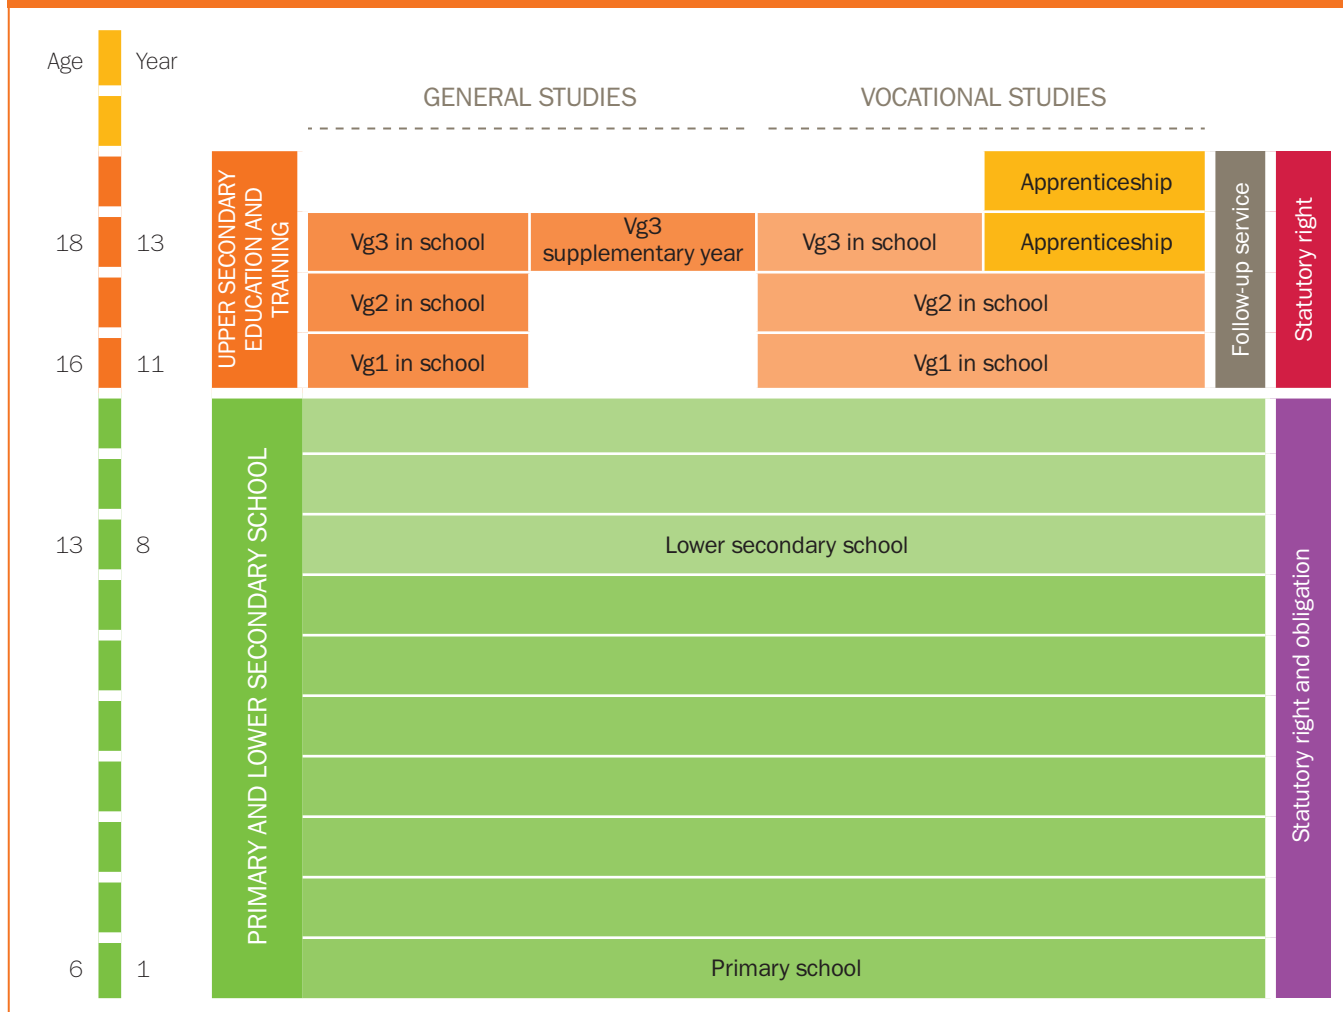 Age
Year
GENERAL STUDIES
VOCATIONAL STUDIES
UPPER SECONDARY
EDUCATION AND
TRAINING
Apprenticeship
Follow-up service
Statutory right
18
13
Vg3 in school
Vg3
supplementary year
Vg3 in school
Apprenticeship
Vg2 in school
Vg2 in school
16
11
Vg1 in school
Vg1 in school
PRIMARY AND LOWER SECONDARY SCHOOL
13
8
Lower secondary school
Statutory right and obligation
6
1
Primary school